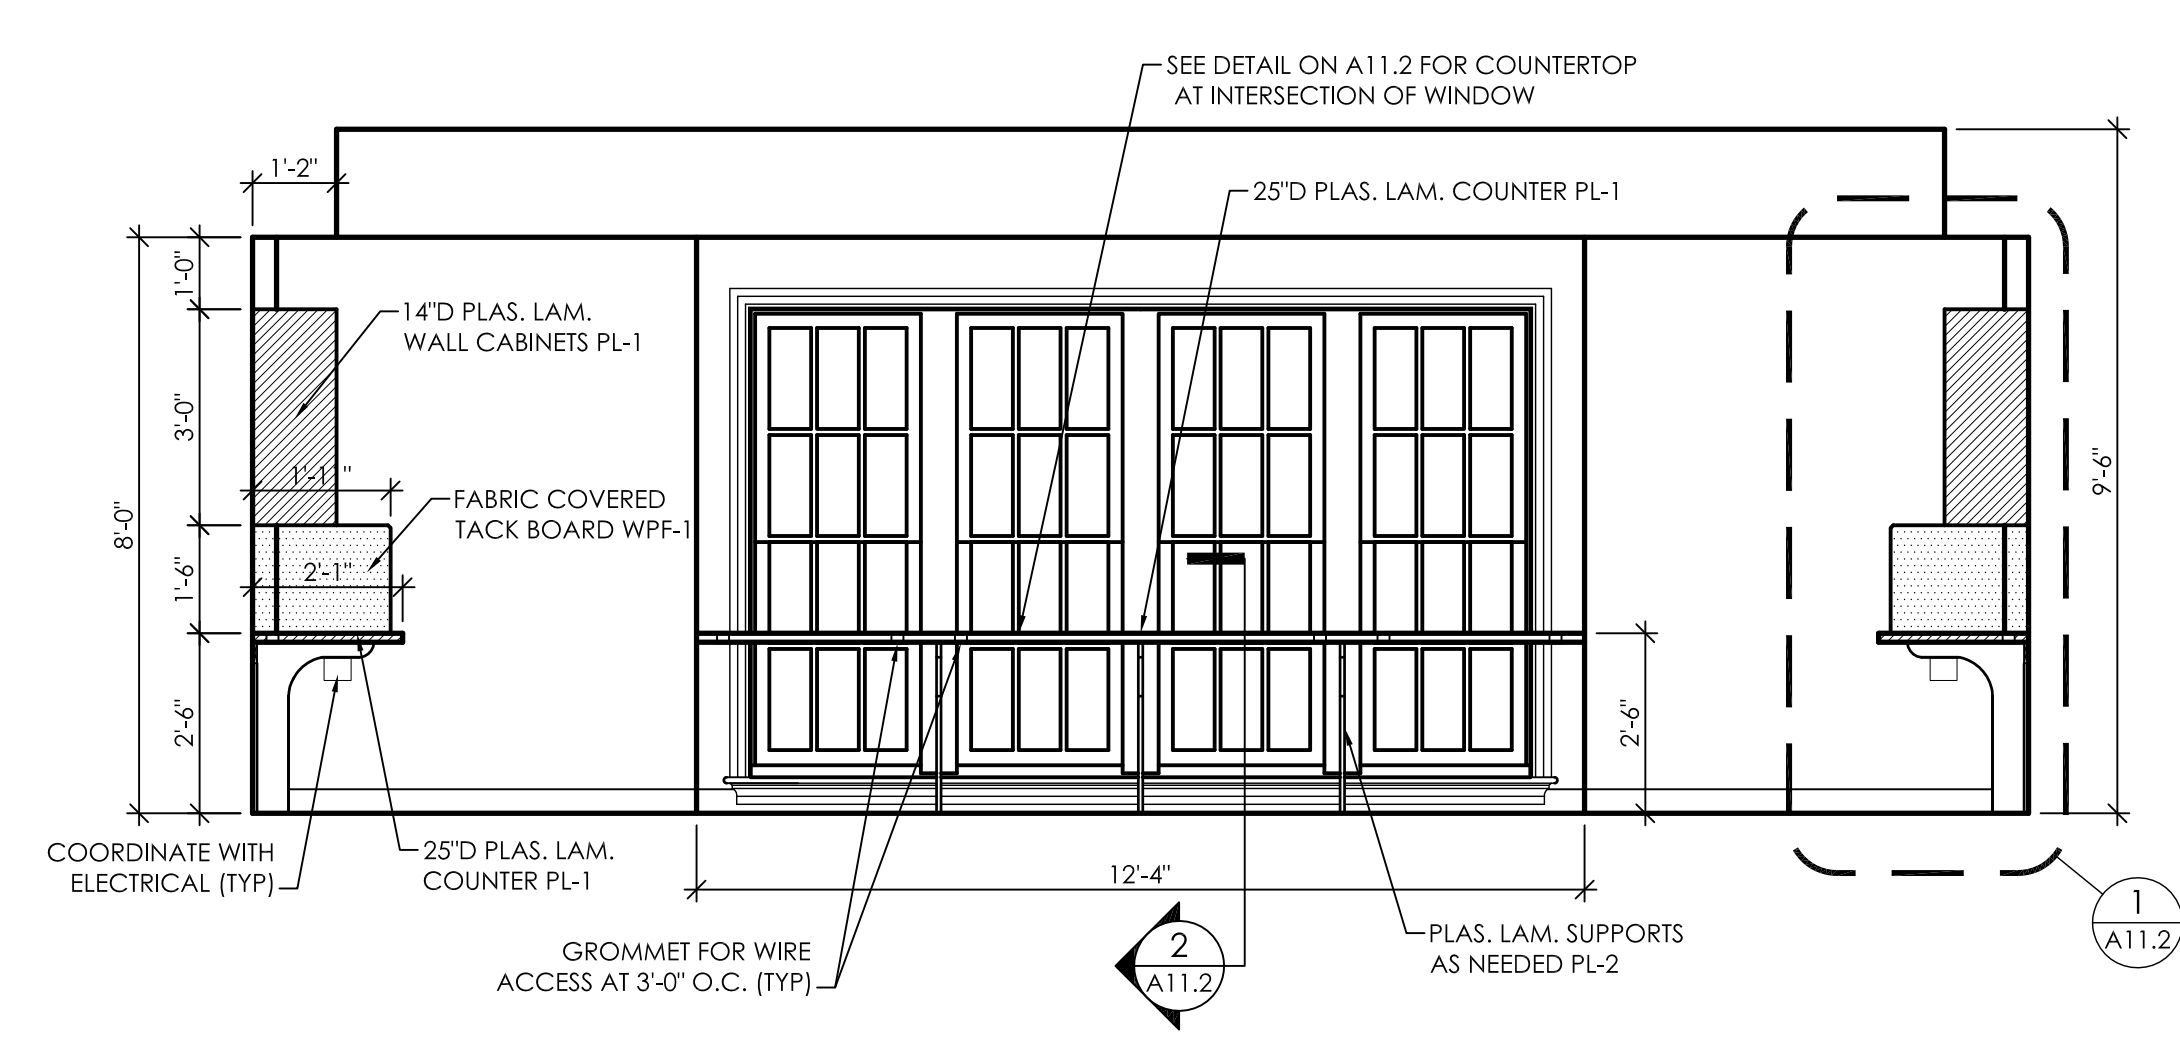 SEE DETAIL ON A11.2 FOR COUNTERTOP
AT INTERSECTION OF WINDOW
1'-2"
25"D PLAS. LAM. COUNTER PL-1
1'-0"
14"D PLAS. LAM.
WALL CABINETS PL-1
3'-0"
9'-6"
FABRIC COVERED
TACK BOARD WPF-1
8'-0"
2'-1"
1'-6"
2'-6"
2'-6"
COORDINATE WITH
ELECTRICAL (TYP)
25"D PLAS. LAM.
COUNTER PL-1
12'-4"
1
A11.2
GROMMET FOR WIRE
ACCESS AT 3'-0" O.C. (TYP)
2
A11.2
PLAS. LAM. SUPPORTS
AS NEEDED PL-2